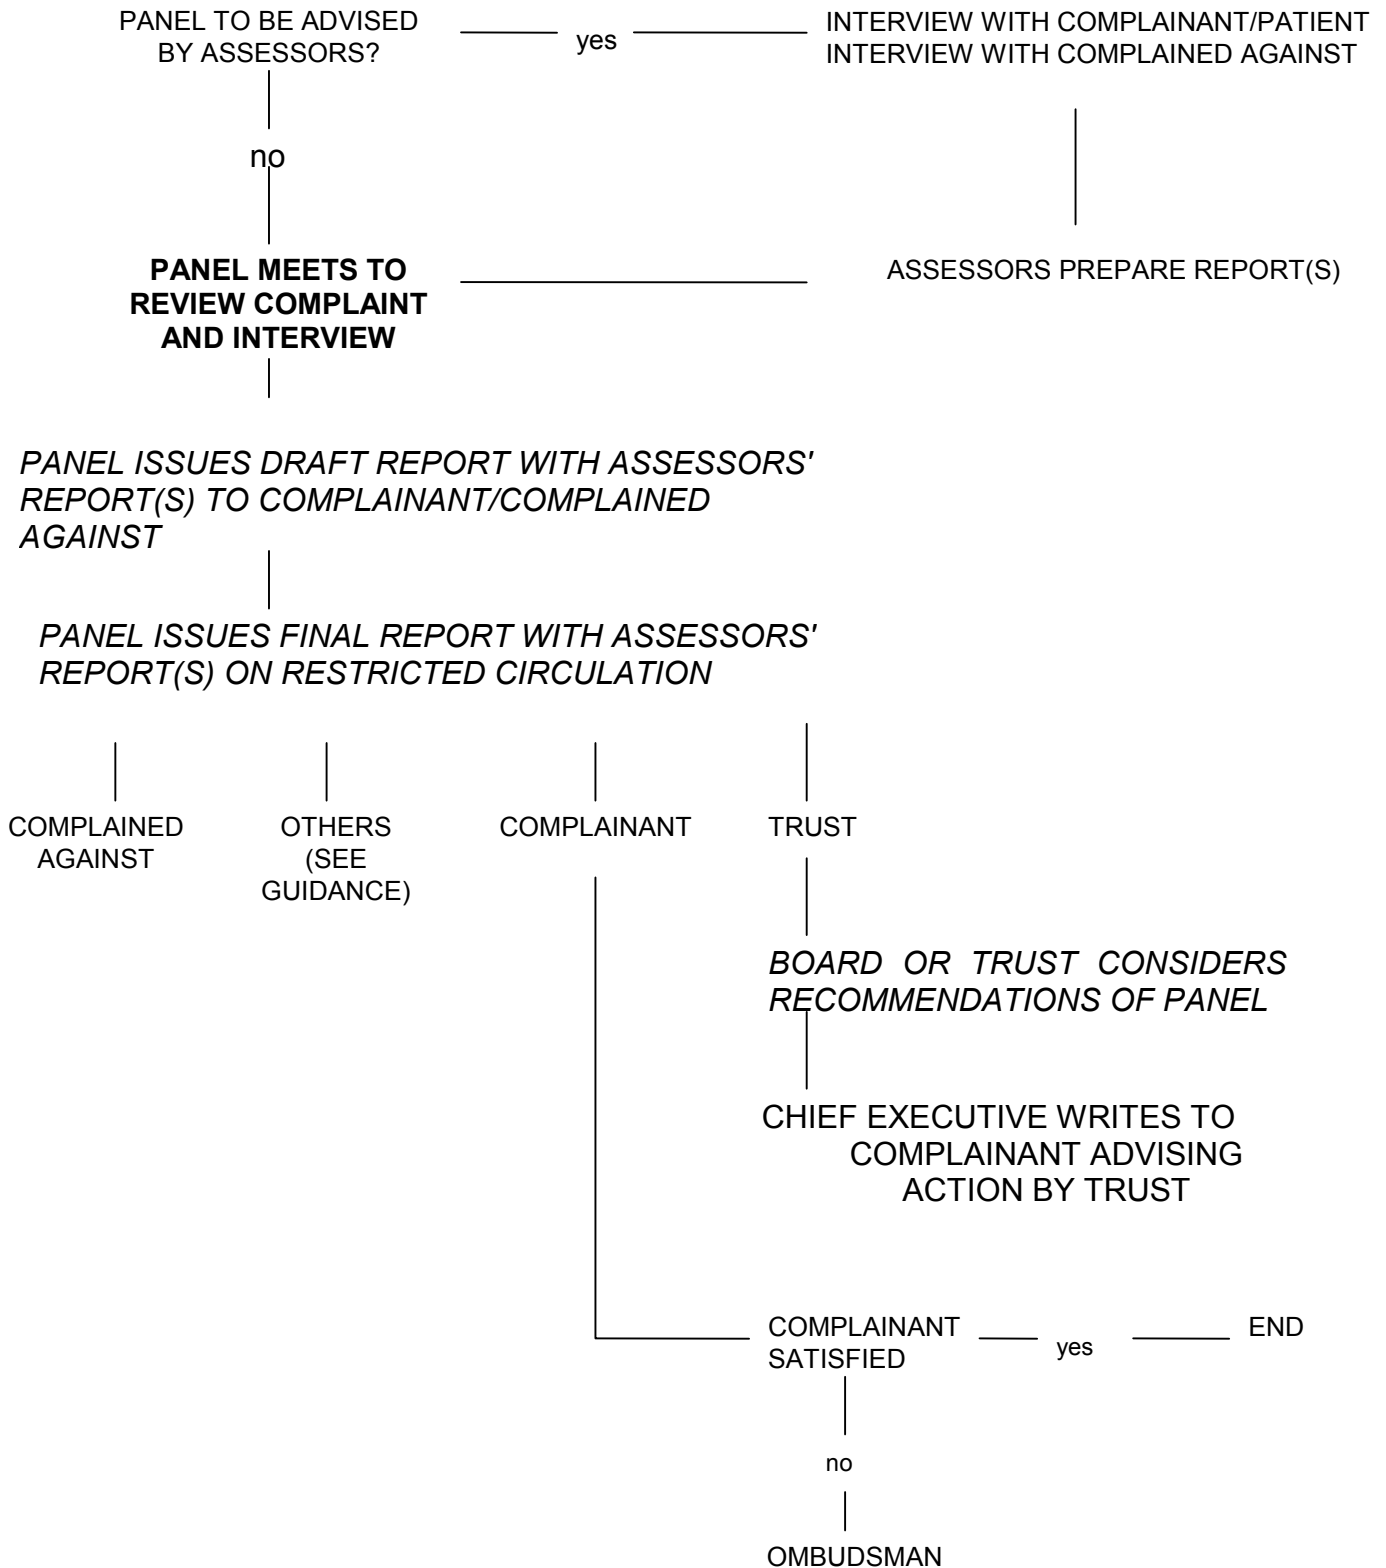 PANEL TO BE ADVISED
BY ASSESSORS?
yes
INTERVIEW WITH COMPLAINANT/PATIENT
INTERVIEW WITH COMPLAINED AGAINST
no
PANEL MEETS TO
REVIEW COMPLAINT
AND INTERVIEW
ASSESSORS PREPARE REPORT(S)
PANEL ISSUES DRAFT REPORT WITH ASSESSORS'
REPORT(S) TO COMPLAINANT/COMPLAINED
AGAINST
PANEL ISSUES FINAL REPORT WITH ASSESSORS'
REPORT(S) ON RESTRICTED CIRCULATION
COMPLAINED
AGAINST
OTHERS
(SEE
GUIDANCE)
COMPLAINANT
TRUST
BOARD OR TRUST CONSIDERS
RECOMMENDATIONS OF PANEL
CHIEF EXECUTIVE WRITES TO
COMPLAINANT ADVISING
ACTION BY TRUST
COMPLAINANT
SATISFIED
yes
END
no
OMBUDSMAN